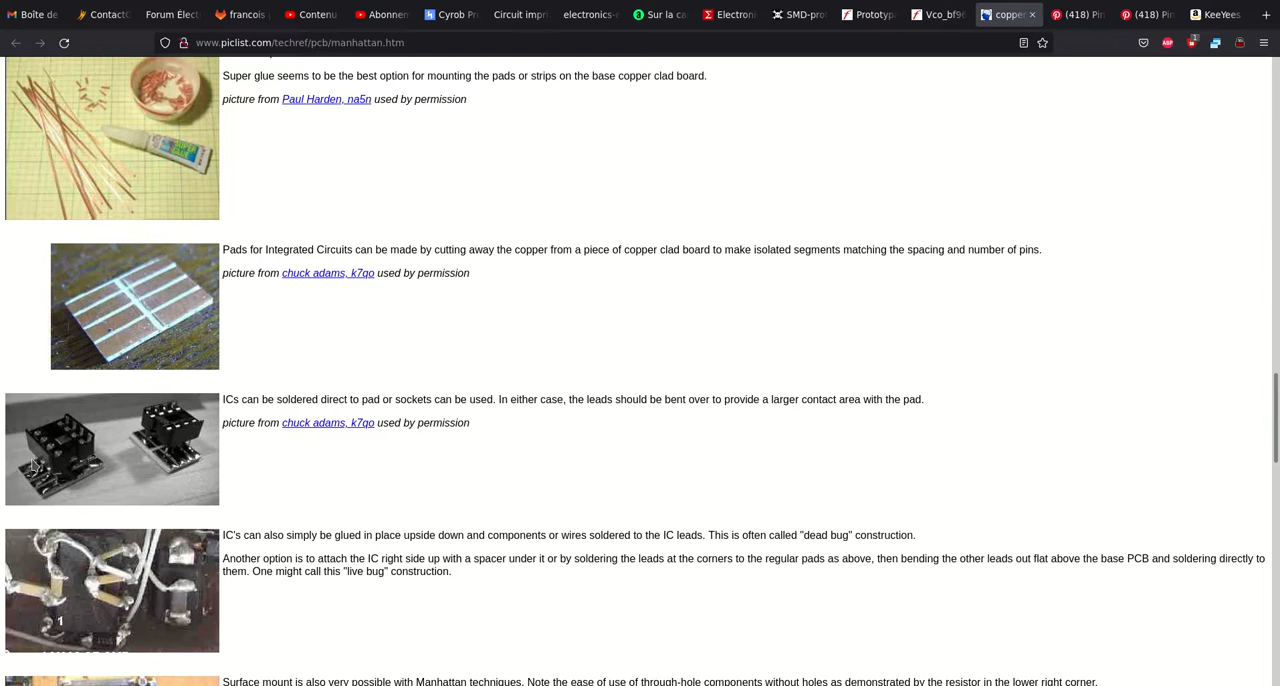 Boîte de
ContactC
Forum Élect
francois
Contenu
Abonnem
Cyrob Pr
Circuit impri
electronics-e
Sur la ca
Electroni
SMD-prot
Prototyp
Vco_bf96
copper
(418) Pin
(418) Pin
KeeYees
www.piclist.com/techref/pcb/manhattan.htm
ABP
1
Super glue seems to be the best option for mounting the pads or strips on the base copper clad board.
picture from Paul Harden, na5n used by permission
SUPER GLUE
Pads for Integrated Circuits can be made by cutting away the copper from a piece of copper clad board to make isolated segments matching the spacing and number of pins.
picture from chuck adams, k7qo used by permission
ICs can be soldered direct to pad or sockets can be used. In either case, the leads should be bent over to provide a larger contact area with the pad.
picture from chuck adams, k7qo used by permission
IC's can also simply be glued in place upside down and components or wires soldered to the IC leads. This is often called "dead bug" construction.
Another option is to attach the IC right side up with a spacer under it or by soldering the leads at the corners to the regular pads as above, then bending the other leads out flat above the base PCB and soldering directly to
them. One might call this "live bug" construction.
1
Surface mount is also very possible with Manhattan techniques. Note the ease of use of through-hole components without holes as demonstrated by the resistor in the lower right corner.